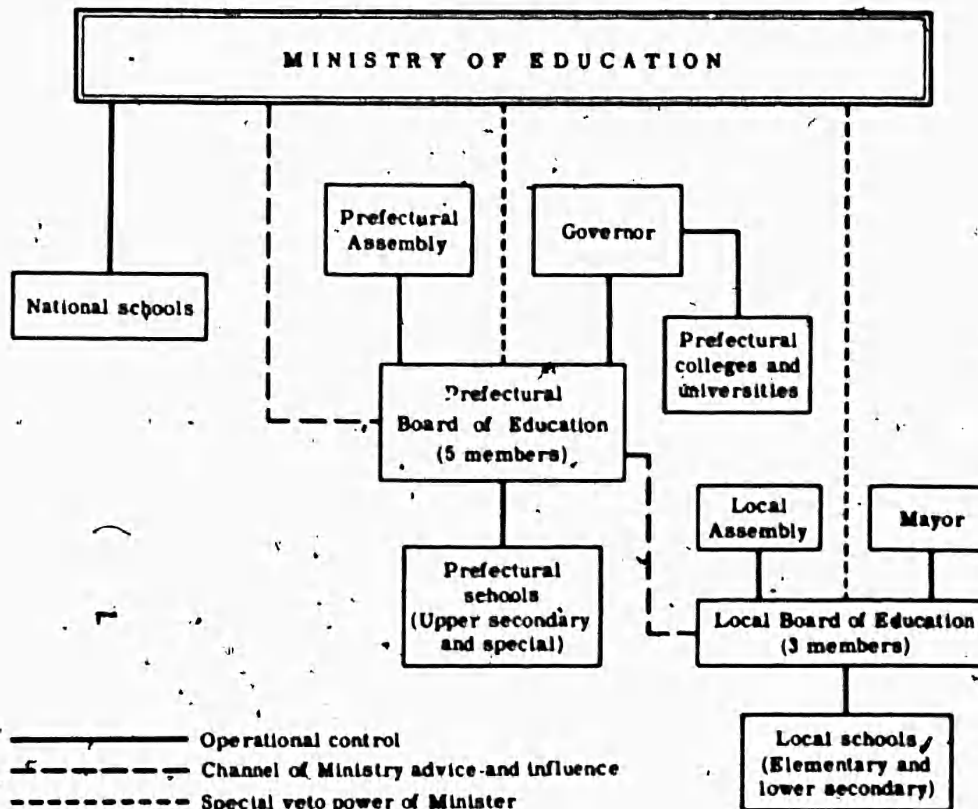 MINISTRY OF EDUCATION
Prefectural
Assembly
Governor
National schools
Prefectural
colleges and
universities
Prefectural
Board of Education
(5 members)
Local
Assembly
Mayor
Prefectural
schools
(Upper secondary
and special)
Local Board of Education
(3 members)
Local schools
(Elementary and
lower secondary)
Operational control
Channel of Ministry advice and influence
Special veto power of Minister